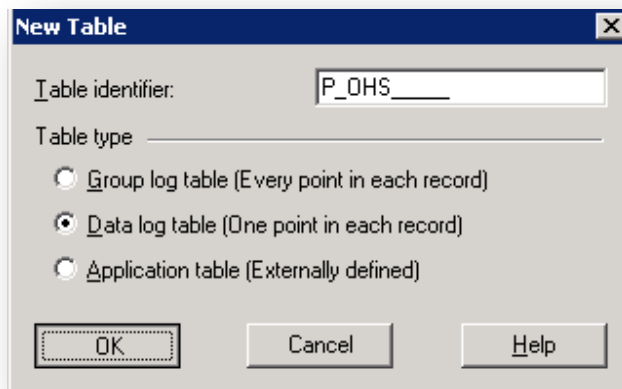 New Table
Table identifier: P_OHS_____
Table type
Group log table (Every point in each record)
Data log table (One point in each record)
Application table (Externally defined)
OK Cancel Help